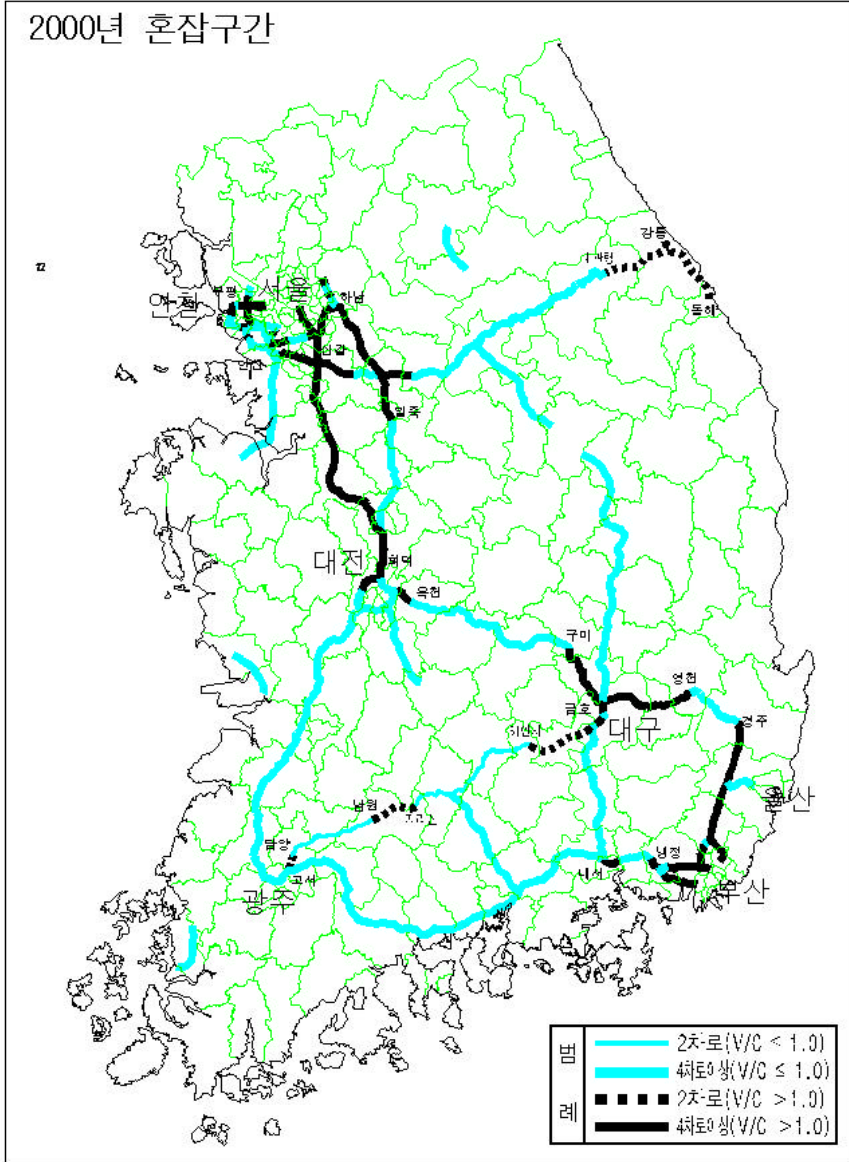 2000년 혼잡구간
강릉
동해
서울
부평
하남
신갈
일죽
대전
회덕
옥천
구미
영천
금호
대구
경주
남원
울산
담양
고서
광주
내서
냉정
부산
범례
2차로(V/C < 1.0)
4차로이상(V/C ≤ 1.0)
2차로(V/C >1.0)
4차로이상(V/C >1.0)